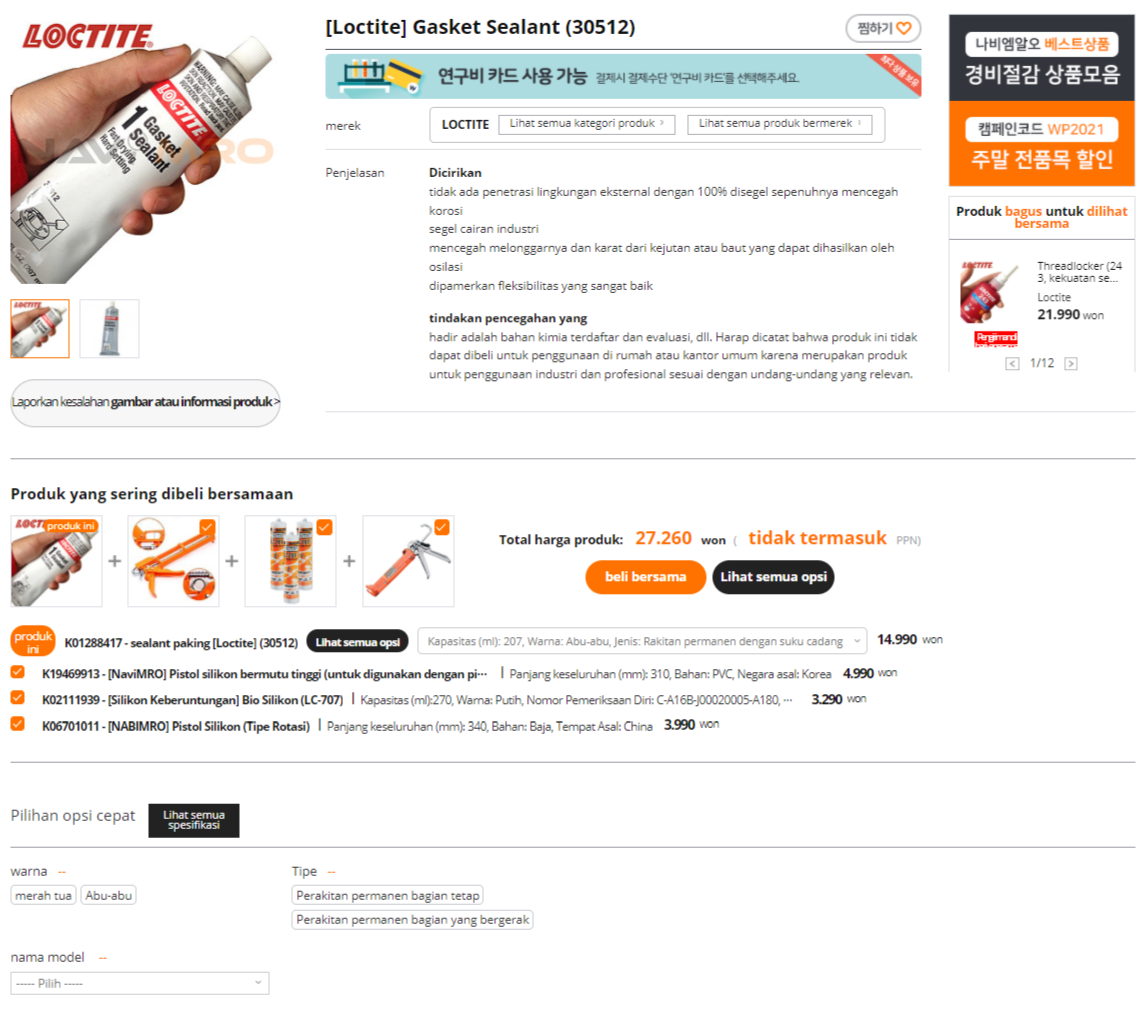 [Loctite] Gasket Sealant (30512)
찜하기
LOCTITE.
WARNING: MAY CAUSE
LOCTITE
1 Gasket
Sealant
Fast Drying,
Hard Setting
연구비 카드 사용 가능 결제시 결제수단 '연구비 카드'를 선택해주세요.
merek
LOCTITE
Lihat semua kategori produk >
Lihat semua produk bermerek
Penjelasan
Dicirikan
tidak ada penetrasi lingkungan eksternal dengan 100% disegel sepenuhnya mencegah
korosi
segel cairan industri
mencegah melonggarnya dan karat dari kejutan atau baut yang dapat dihasilkan oleh
osilasi
dipamerkan fleksibilitas yang sangat baik
tindakan pencegahan yang
hadir adalah bahan kimia terdaftar dan evaluasi, dll. Harap dicatat bahwa produk ini tidak
dapat dibeli untuk penggunaan di rumah atau kantor umum karena merupakan produk
untuk penggunaan industri dan profesional sesuai dengan undang-undang yang relevan.
Laporkan kesalahan gambar atau informasi produk >
나비엠알오 베스트상품
경비절감 상품모음
캠페인코드 WP2021
주말 전품목 할인
Produk bagus untuk dilihat
bersama
LOCTITE
Threadlocker (24
3, kekuatan se...
Loctite
21.990 won
< 1/12 >
Produk yang sering dibeli bersamaan
produk ini
Total harga produk: 27.260 won ( tidak termasuk PPN)
beli bersama
Lihat semua opsi
produk
ini
K01288417 - sealant paking [Loctite] (30512)
Lihat semua opsi
Kapasitas (ml): 207, Warna: Abu-abu, Jenis: Rakitan permanen dengan suku cadang
14.990 won
K19469913 - [NaviMRO] Pistol silikon bermutu tinggi (untuk digunakan dengan pi··· | Panjang keseluruhan (mm): 310, Bahan: PVC, Negara asal: Korea 4.990 won
K02111939 - [Silikon Keberuntungan] Bio Silikon (LC-707) | Kapasitas (ml):270, Warna: Putih, Nomor Pemeriksaan Diri: C-A16B-J00020005-A180, ··· 3.290 won
K06701011 - [NABIMRO] Pistol Silikon (Tipe Rotasi) | Panjang keseluruhan (mm): 340, Bahan: Baja, Tempat Asal: China 3.990 won
Pilihan opsi cepat
Lihat semua
spesifikasi
warna --
merah tua
Abu-abu
Tipe --
Perakitan permanen bagian tetap
Perakitan permanen bagian yang bergerak
nama model --
----- Pilih -----